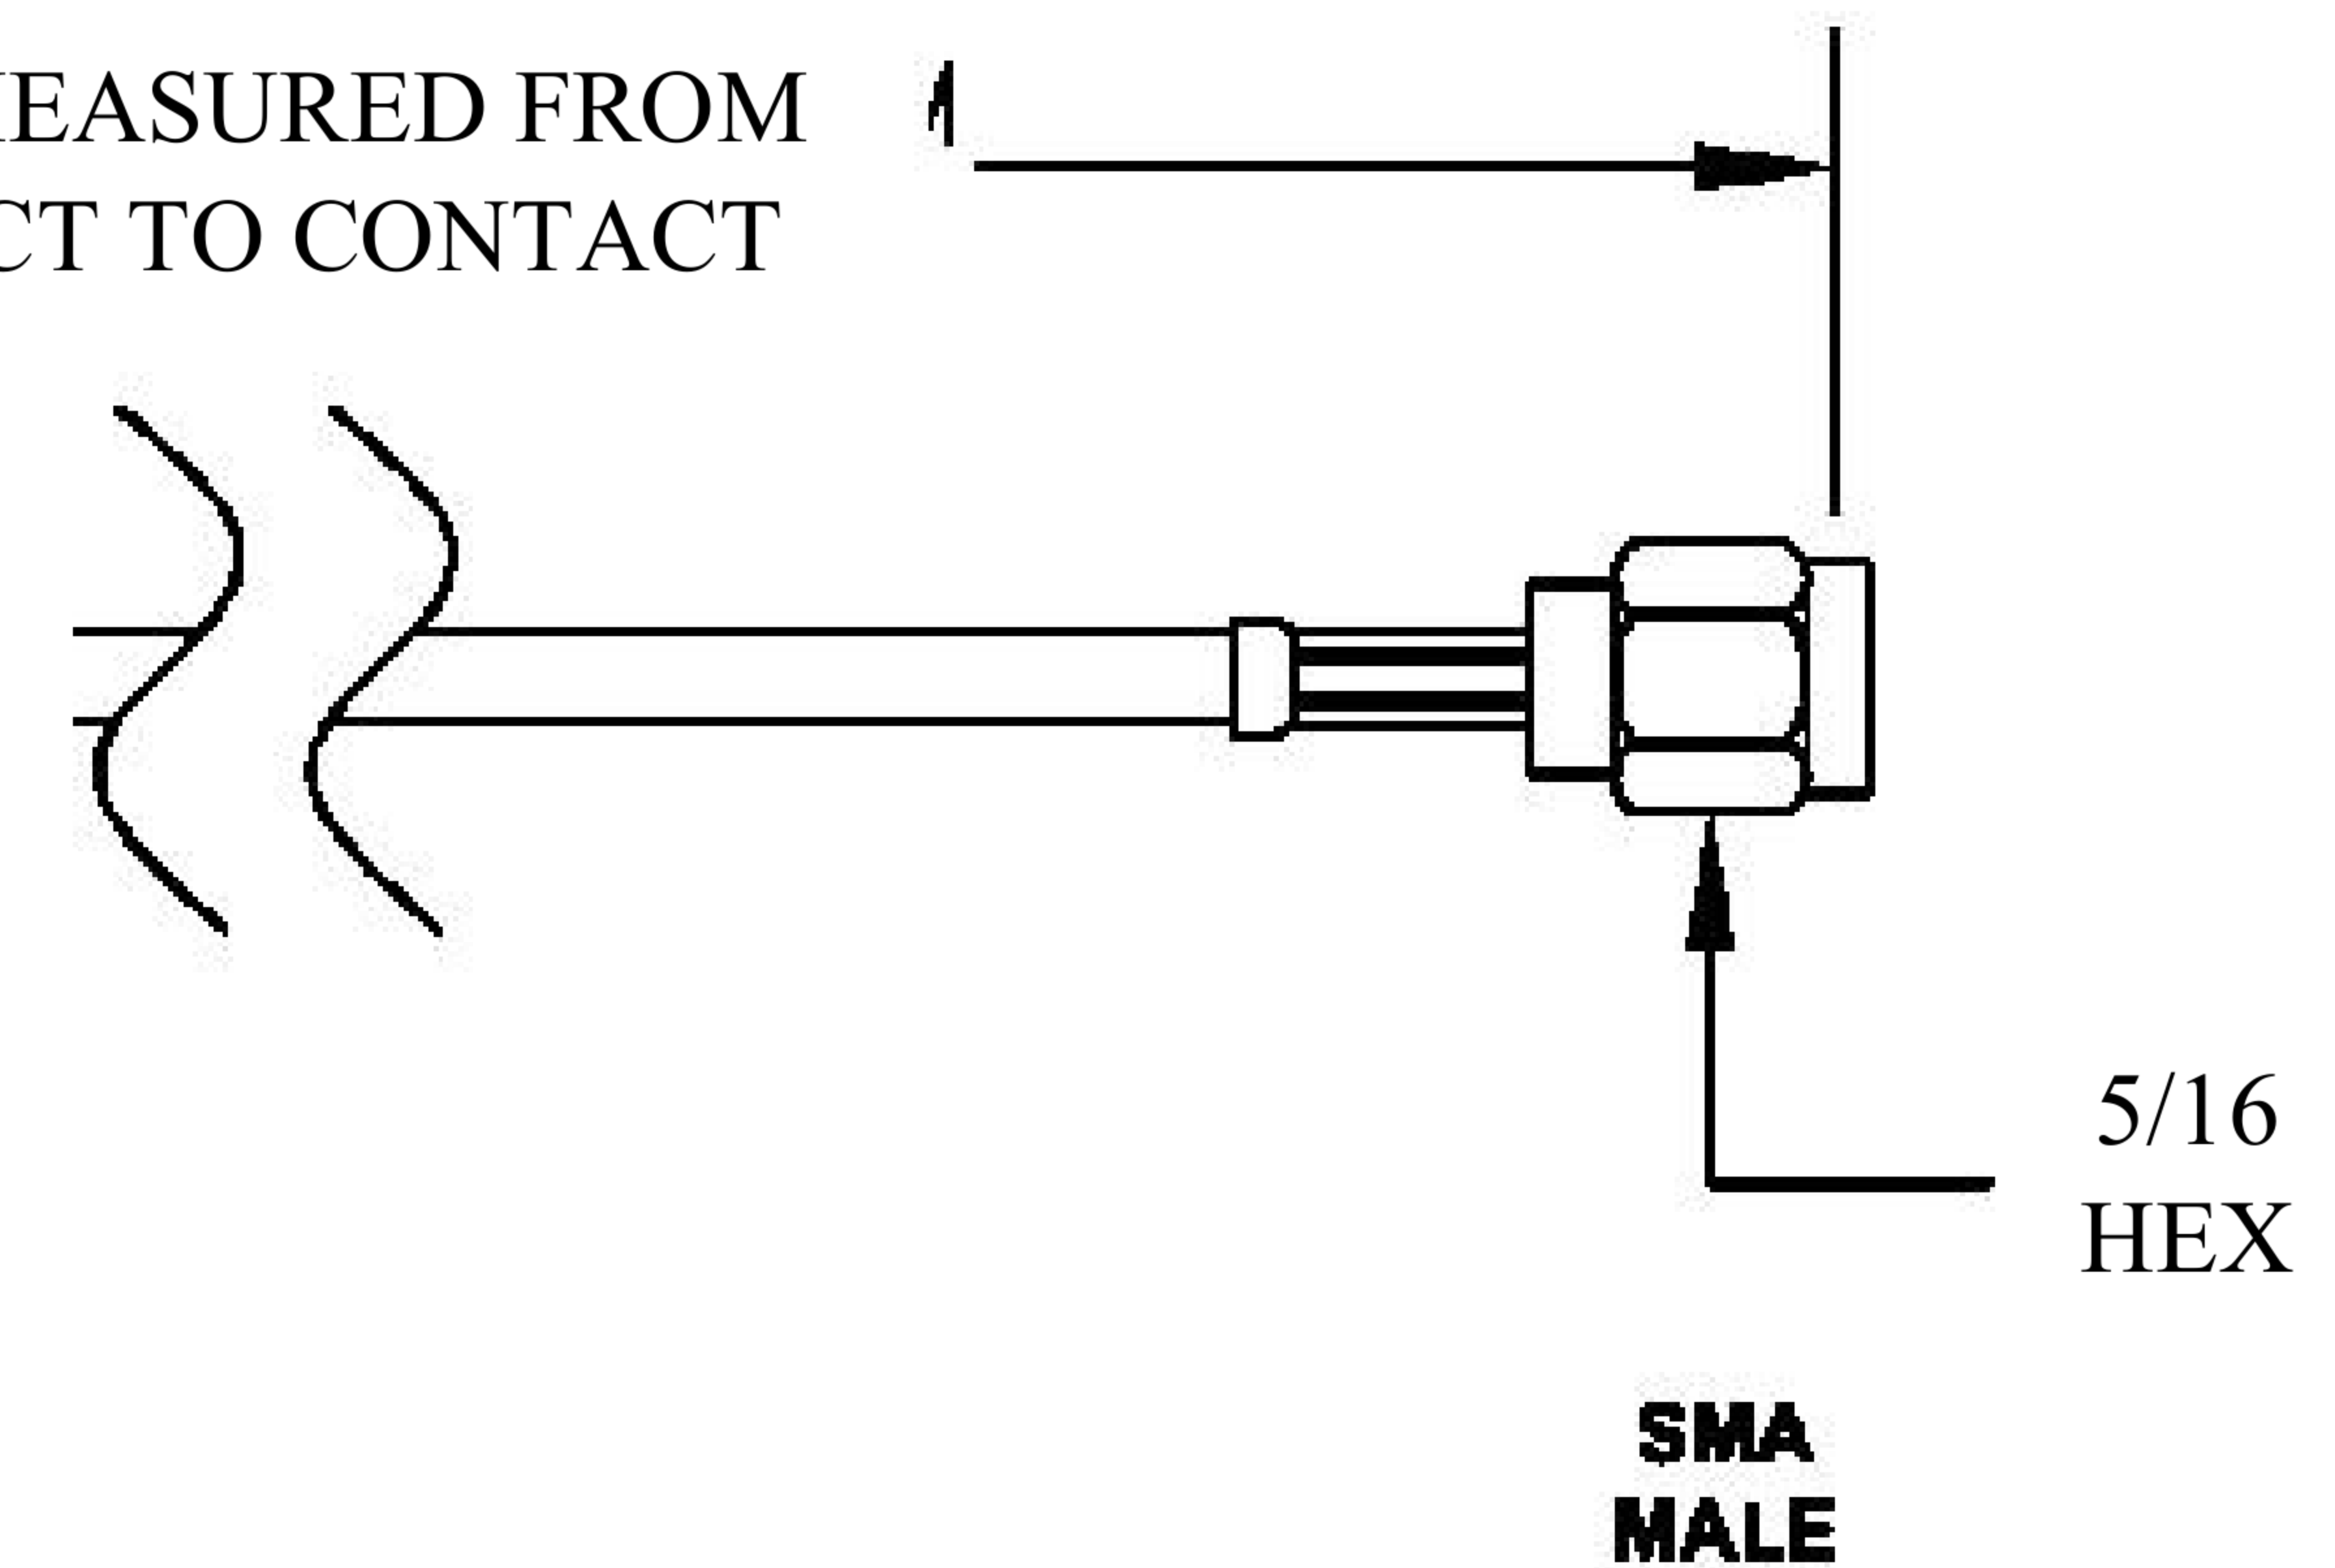 EASURED FROM
CT TO CONTACT
5/16
HEX
SMA
MALE